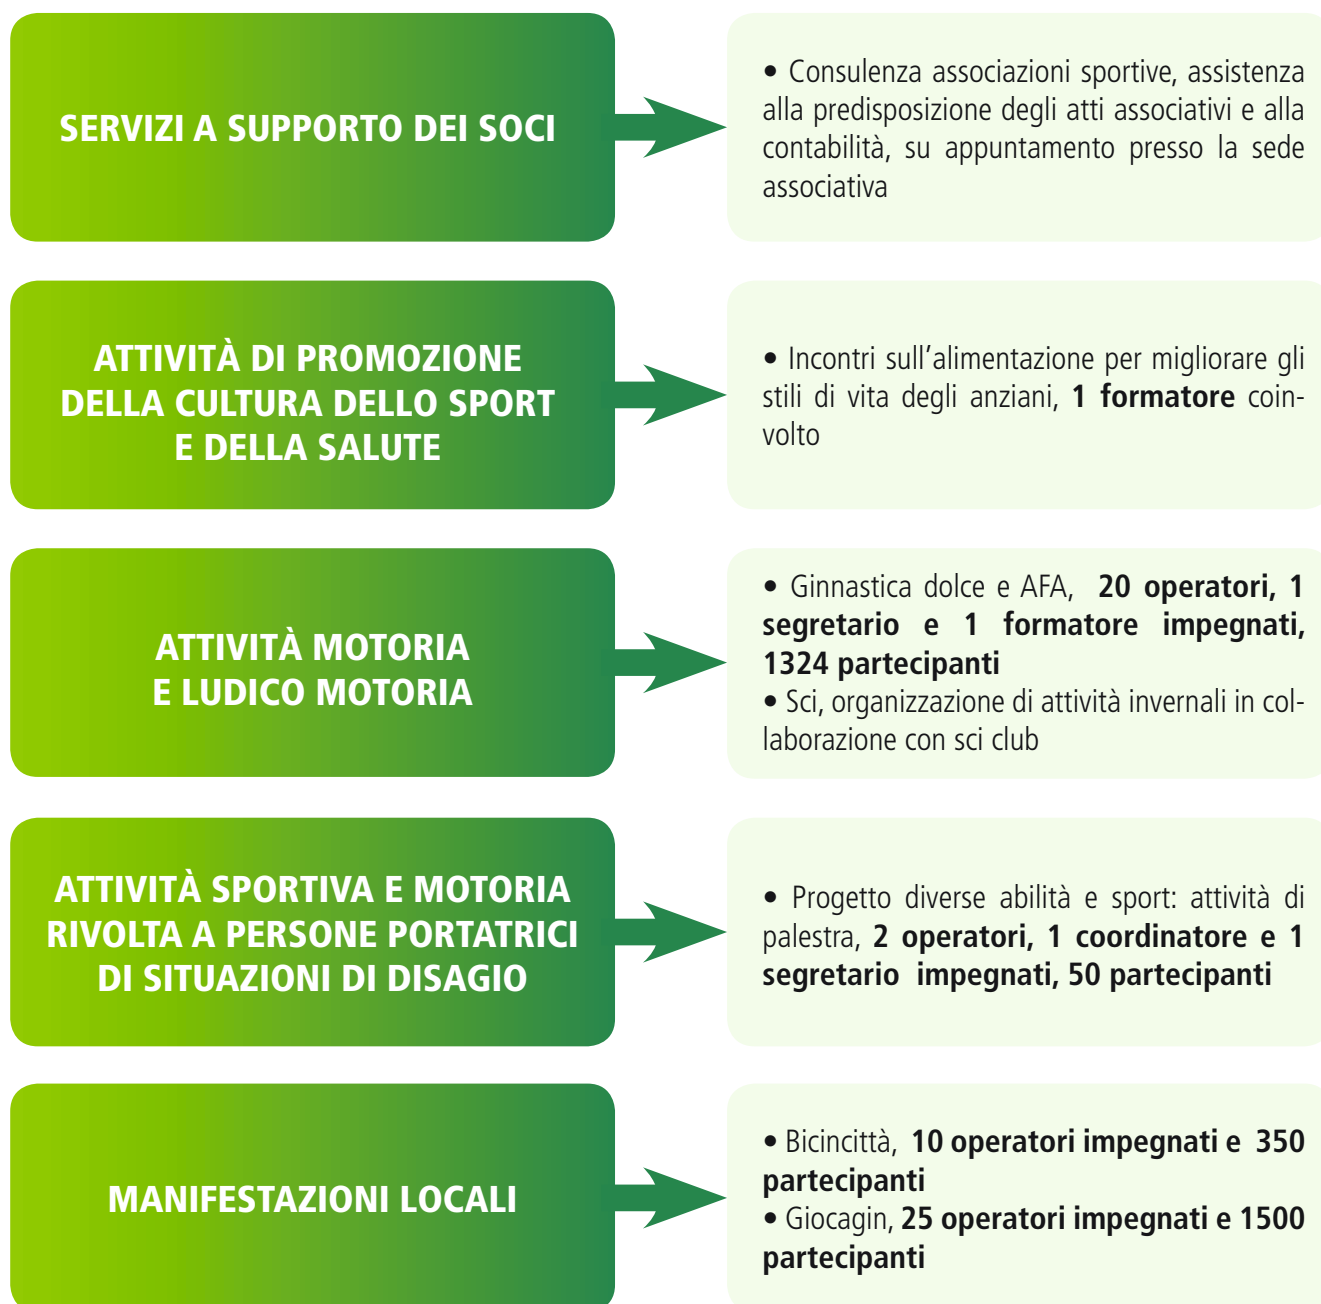 SERVIZI A SUPPORTO DEI SOCI
• Consulenza associazioni sportive, assistenza
alla predisposizione degli atti associativi e alla
contabilità, su appuntamento presso la sede
associativa
ATTIVITÀ DI PROMOZIONE
DELLA CULTURA DELLO SPORT
E DELLA SALUTE
• Incontri sull'alimentazione per migliorare gli
stili di vita degli anziani, 1 formatore coin-
volto
ATTIVITÀ MOTORIA
E LUDICO MOTORIA
• Ginnastica dolce e AFA, 20 operatori, 1
segretario e 1 formatore impegnati,
1324 partecipanti
• Sci, organizzazione di attività invernali in col-
laborazione con sci club
ATTIVITÀ SPORTIVA E MOTORIA
RIVOLTA A PERSONE PORTATRICI
DI SITUAZIONI DI DISAGIO
• Progetto diverse abilità e sport: attività di
palestra, 2 operatori, 1 coordinatore e 1
segretario impegnati, 50 partecipanti
MANIFESTAZIONI LOCALI
• Bicincittà, 10 operatori impegnati e 350
partecipanti
• Giocagin, 25 operatori impegnati e 1500
partecipanti